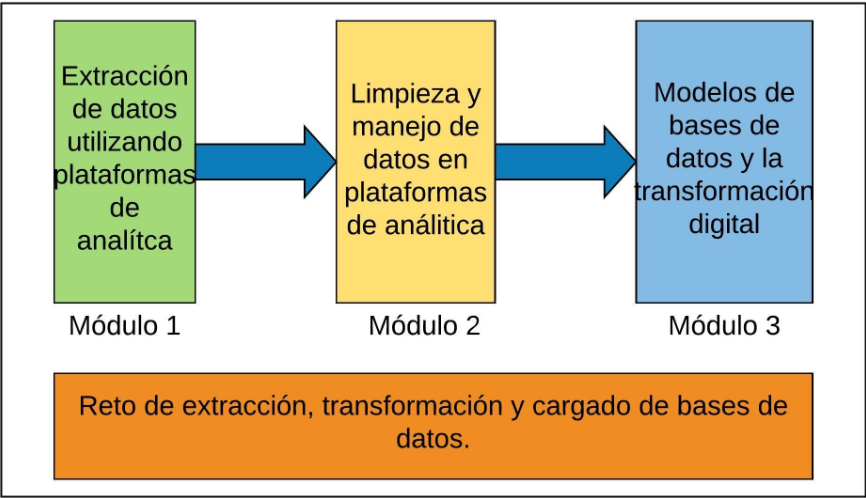 Extracción
de datos
utilizando
plataformas
de
analítca
Limpieza y
manejo de
datos en
plataformas
de análitica
Modelos de
bases de
datos y la
transformación
digital
Módulo 1
Módulo 2
Módulo 3
Reto de extracción, transformación y cargado de bases de
datos.